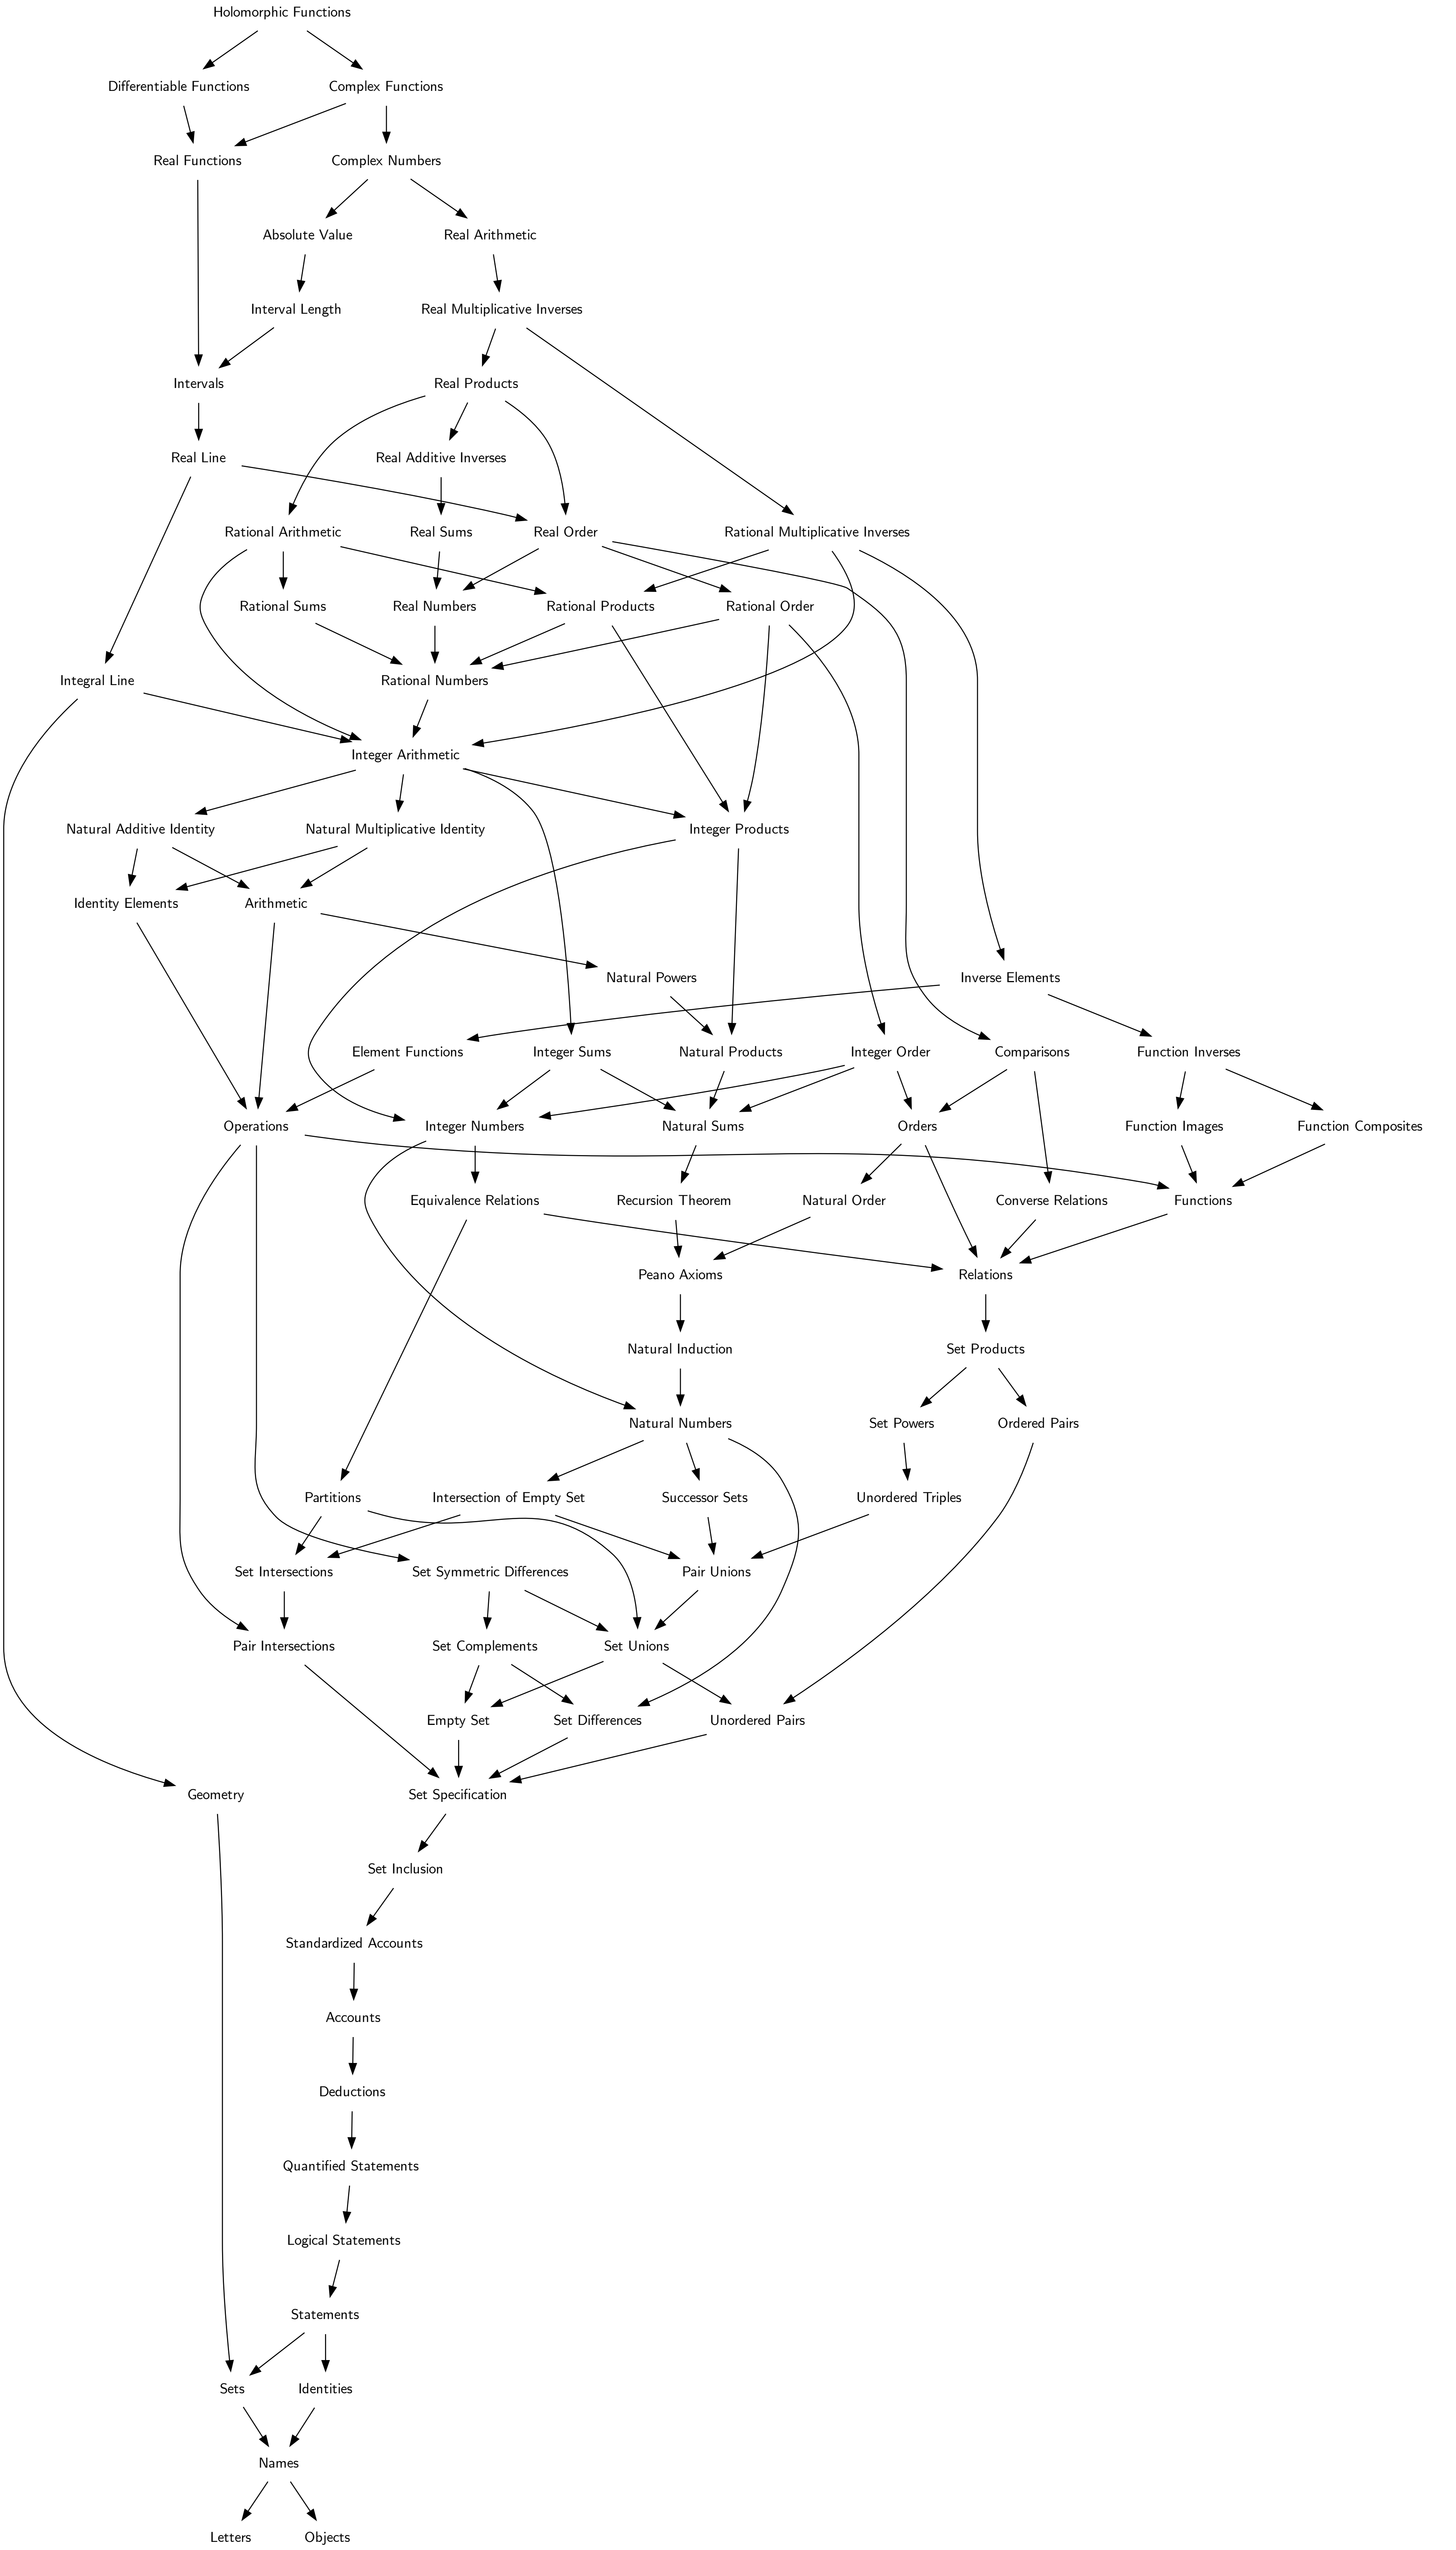 Holomorphic Functions
Differentiable Functions
Complex Functions
Real Functions
Complex Numbers
Absolute Value
Real Arithmetic
Interval Length
Real Multiplicative Inverses
Intervals
Real Products
Real Line
Real Additive Inverses
Rational Arithmetic
Real Sums
Real Order
Rational Multiplicative Inverses
Rational Sums
Real Numbers
Rational Products
Rational Order
Integral Line
Rational Numbers
Integer Arithmetic
Natural Additive Identity
Natural Multiplicative Identity
Integer Products
Identity Elements
Arithmetic
Natural Powers
Inverse Elements
Element Functions
Integer Sums
Natural Products
Integer Order
Comparisons
Function Inverses
Operations
Integer Numbers
Natural Sums
Orders
Function Images
Function Composites
Equivalence Relations
Recursion Theorem
Natural Order
Converse Relations
Functions
Peano Axioms
Relations
Natural Induction
Set Products
Natural Numbers
Set Powers
Ordered Pairs
Partitions
Intersection of Empty Set
Successor Sets
Unordered Triples
Set Intersections
Set Symmetric Differences
Pair Unions
Pair Intersections
Set Complements
Set Unions
Empty Set
Set Differences
Unordered Pairs
Geometry
Set Specification
Set Inclusion
Standardized Accounts
Accounts
Deductions
Quantified Statements
Logical Statements
Statements
Sets
Identities
Names
Letters
Objects